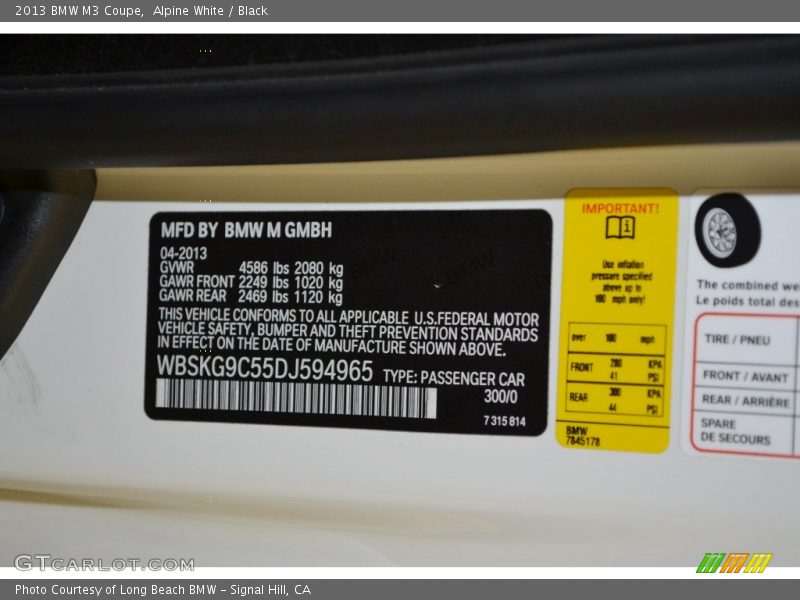 2013 BMW M3 Coupe, Alpine White / Black
MFD BY BMW M GMBH
04-2013
GVWR 4586 lbs 2080 kg
GAWR FRONT 2249 lbs 1020 kg
GAWR REAR 2469 lbs 1120 kg
THIS VEHICLE CONFORMS TO ALL APPLICABLE U.S.FEDERAL MOTOR
VEHICLE SAFETY, BUMPER AND THEFT PREVENTION STANDARDS
IN EFFECT ON THE DATE OF MANUFACTURE SHOWN ABOVE.
WBSKG9C55DJ594965 TYPE: PASSENGER CAR
300/0
7 315 814
IMPORTANT!
Use inflation
pressure specified
above up to
100 mph only!
over 100 mph
FRONT 280 KPA
41 PSI
REAR 300 KPA
44 PSI
BMW
7845178
The combined we
Le poids total des
TIRE / PNEU
FRONT / AVANT
REAR / ARRIÈRE
SPARE
DE SECOURS
GTCARLOT.COM
Photo Courtesy of Long Beach BMW - Signal Hill, CA